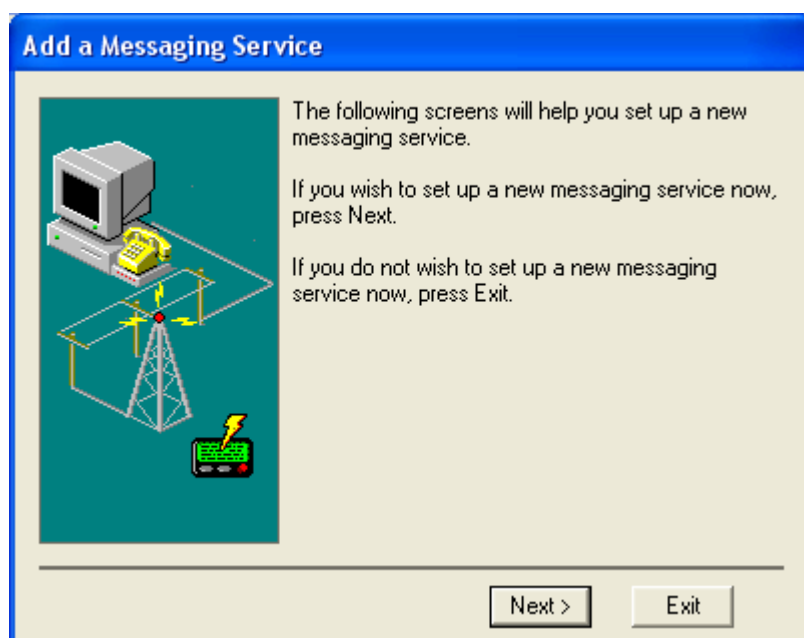 Add a Messaging Service
The following screens will help you set up a new
messaging service.
If you wish to set up a new messaging service now,
press Next.
If you do not wish to set up a new messaging
service now, press Exit.
Next >
Exit